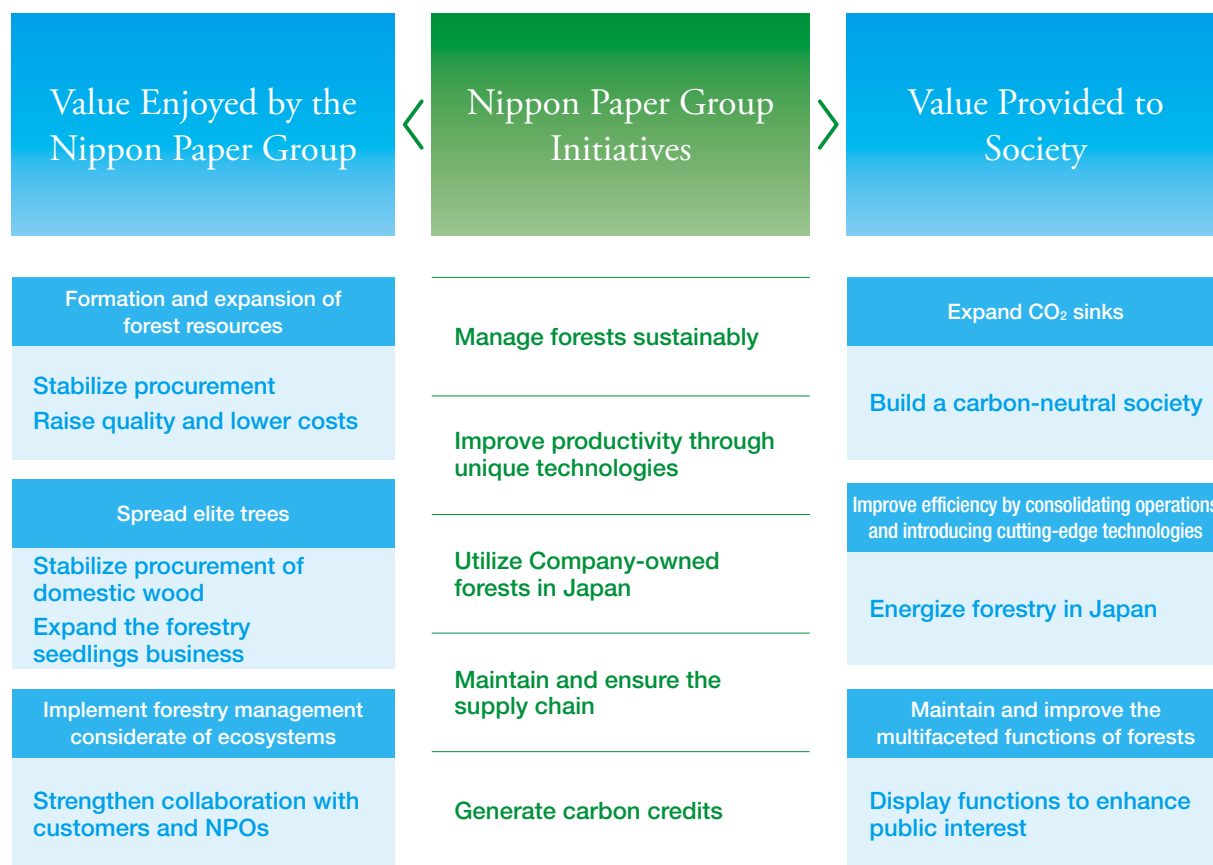 Value Enjoyed by the
Nippon Paper Group
Nippon Paper Group
Initiatives
Value Provided to
Society
Formation and expansion of
forest resources
Stabilize procurement
Raise quality and lower costs
Spread elite trees
Stabilize procurement of
domestic wood
Expand the forestry
seedlings business
Implement forestry management
considerate of ecosystems
Strengthen collaboration with
customers and NPOs
Manage forests sustainably
Improve productivity through
unique technologies
Utilize Company-owned
forests in Japan
Maintain and ensure the
supply chain
Generate carbon credits
Expand CO₂ sinks
Build a carbon-neutral society
Improve efficiency by consolidating operations
and introducing cutting-edge technologies
Energize forestry in Japan
Maintain and improve the
multifaceted functions of forests
Display functions to enhance
public interest